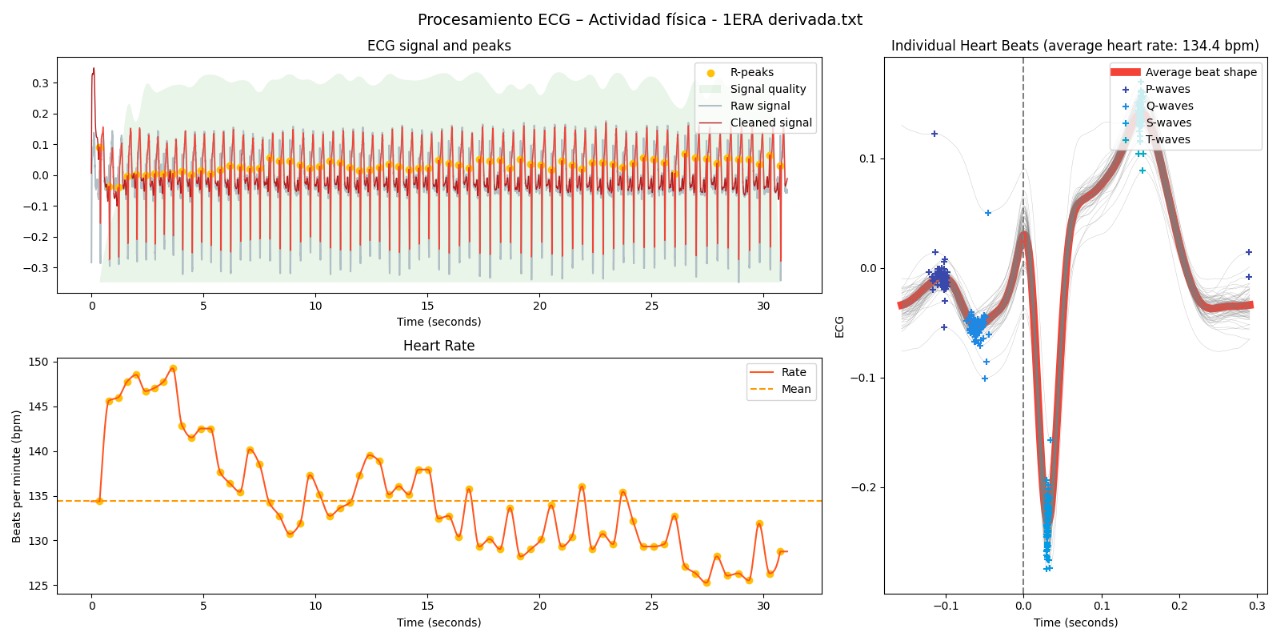 Procesamiento ECG – Actividad física - 1ERA derivada.txt
ECG signal and peaks
0.3
0.2
0.1
0.0
−0.1
−0.2
−0.3
R-peaks
Signal quality
Raw signal
Cleaned signal
0
5
10
15
20
25
30
Time (seconds)
Heart Rate
Beats per minute (bpm)
150
145
140
135
130
125
Rate
Mean
0
5
10
15
20
25
30
Time (seconds)
Individual Heart Beats (average heart rate: 134.4 bpm)
ECG
0.1
0.0
−0.1
−0.2
Average beat shape
P-waves
Q-waves
S-waves
T-waves
−0.1
0.0
0.1
0.2
0.3
Time (seconds)